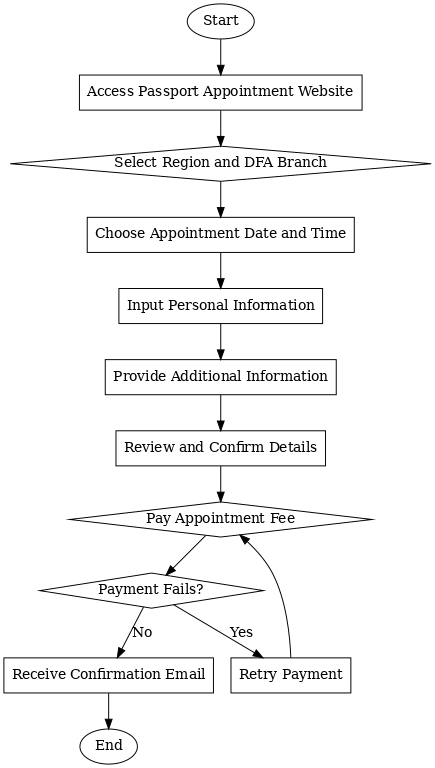 Start
Access Passport Appointment Website
Select Region and DFA Branch
Choose Appointment Date and Time
Input Personal Information
Provide Additional Information
Review and Confirm Details
Pay Appointment Fee
Payment Fails?
No
Yes
Receive Confirmation Email
Retry Payment
End